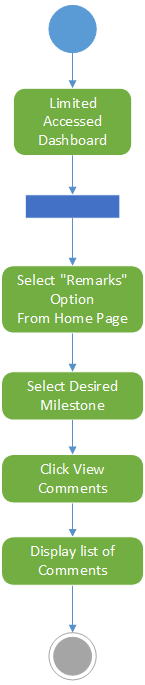 Limited
Accessed
Dashboard
Select "Remarks"
Option
From Home Page
Select Desired
Milestone
Click View
Comments
Display list of
Comments